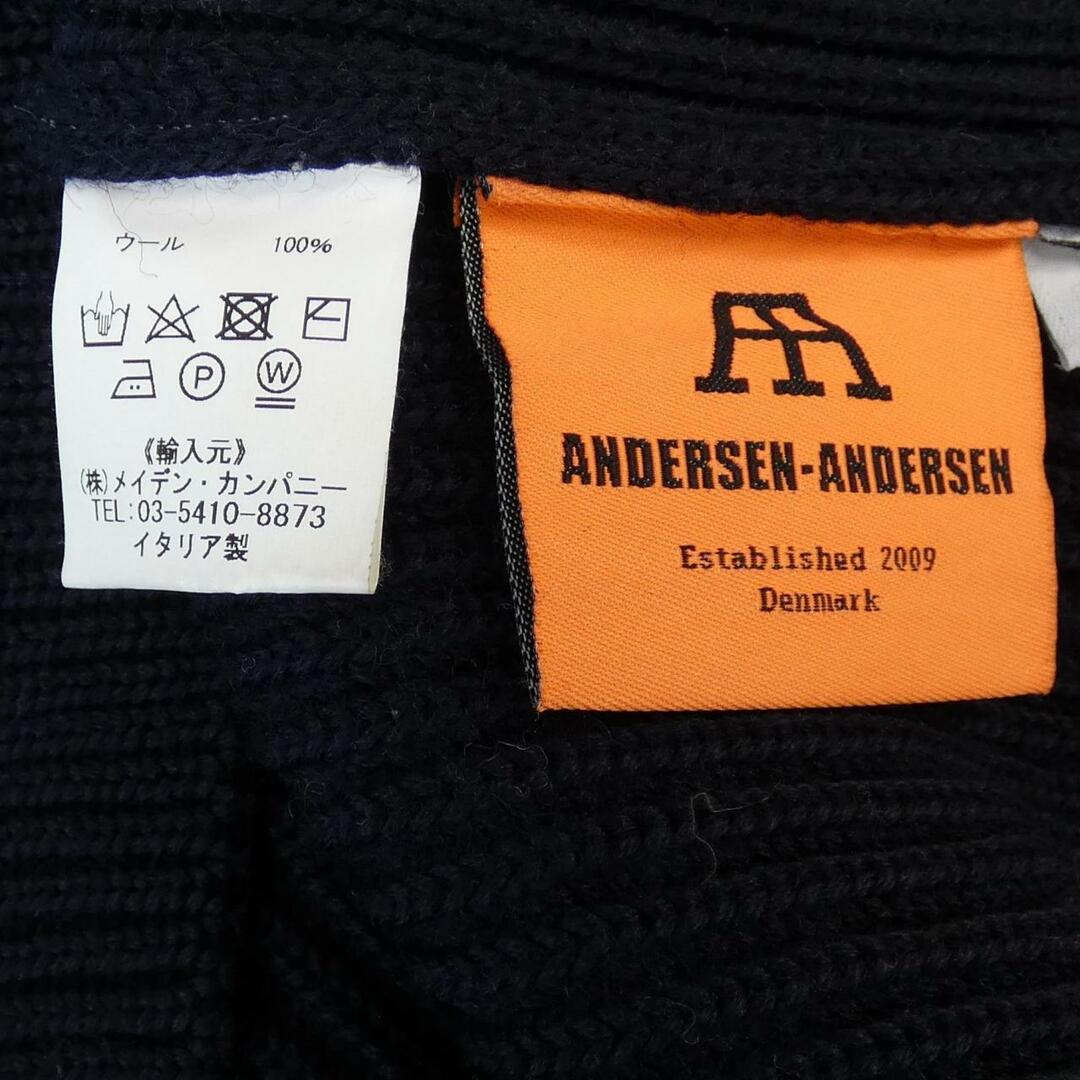 ウール 100%
P W
《輸入元》
(株)メイデン・カンパニー
TEL:03-5410-8873
イタリア製
ANDERSEN-ANDERSEN
Established 2009
Denmark